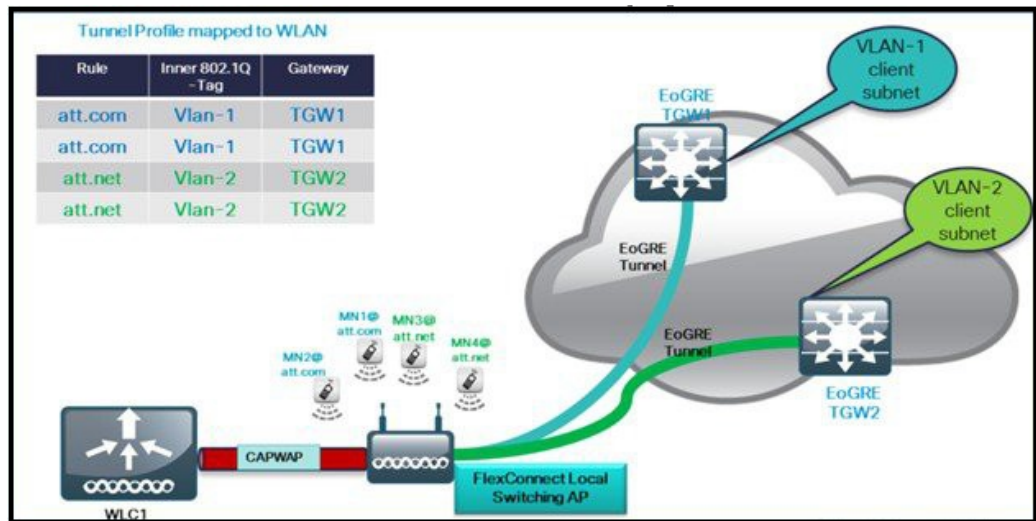 Tunnel Profile mapped to WLAN
Rule Inner 802.1Q -Tag Gateway
att.com Vlan-1 TGW1
att.com Vlan-1 TGW1
att.net Vlan-2 TGW2
att.net Vlan-2 TGW2
EoGRE
TGW1
VLAN-1
client
subnet
VLAN-2
client
subnet
EoGRE
Tunnel
EoGRE
Tunnel
EoGRE
TGW2
MN1@
att.com
MN3@
att.net
MN2@
att.com
MN4@
att.net
CAPWAP
FlexConnect Local
Switching AP
WLC1